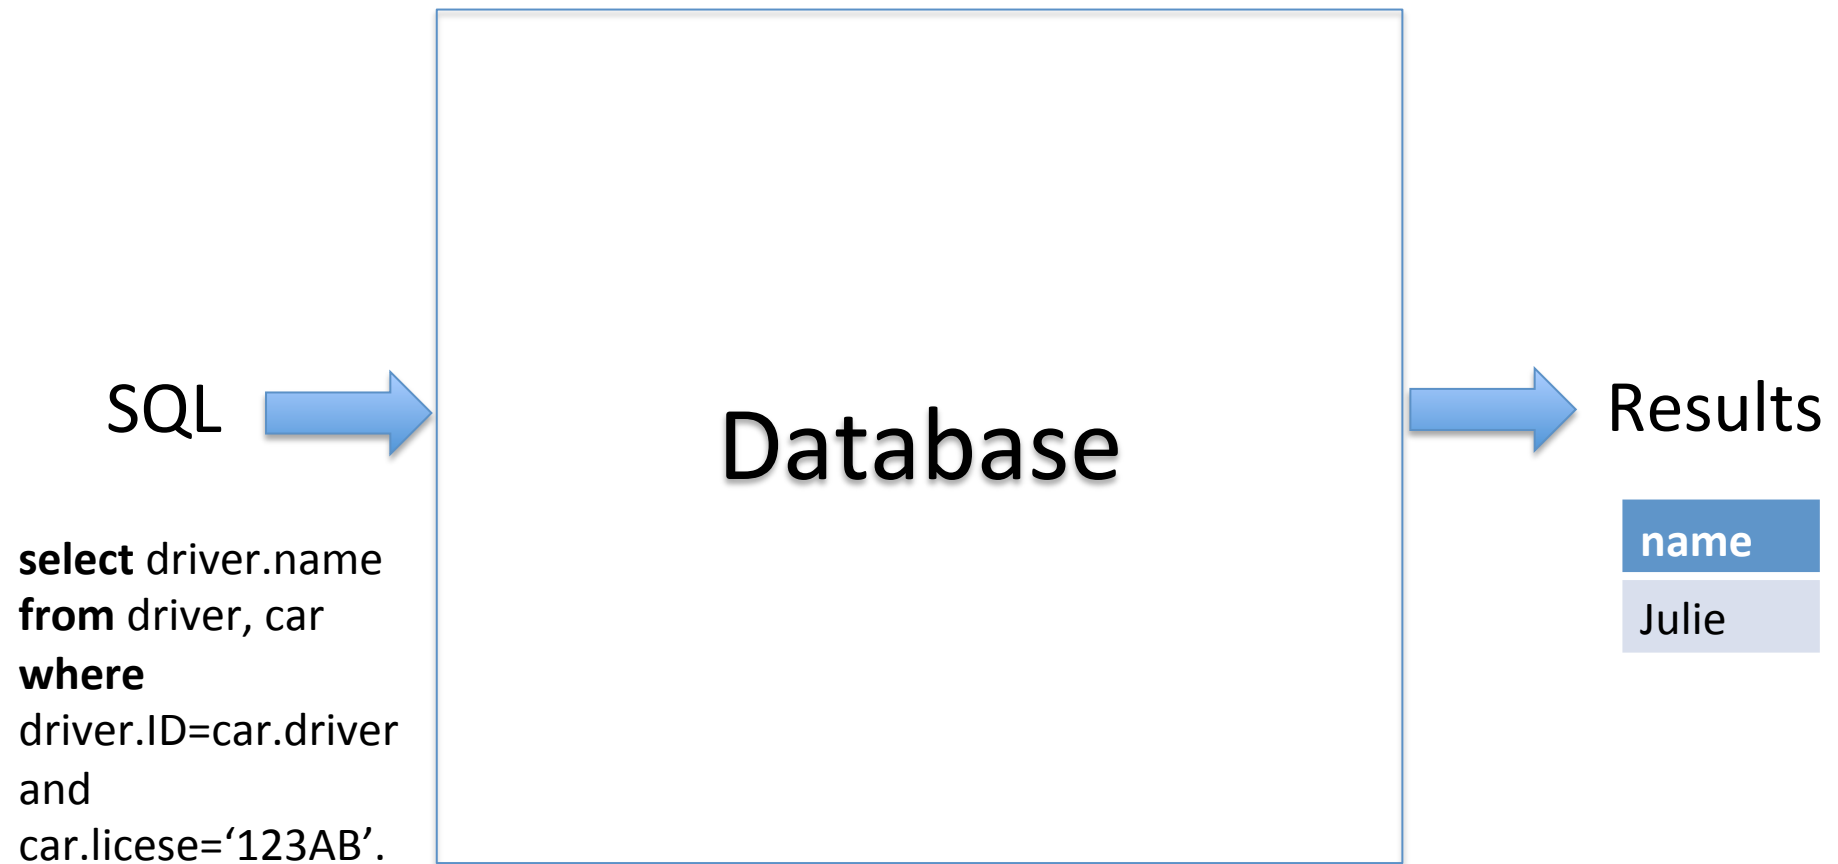 SQL
Database
Results
select driver.name
from driver, car
where
driver.ID=car.driver
and
car.licese=‘123AB’.
name
Julie